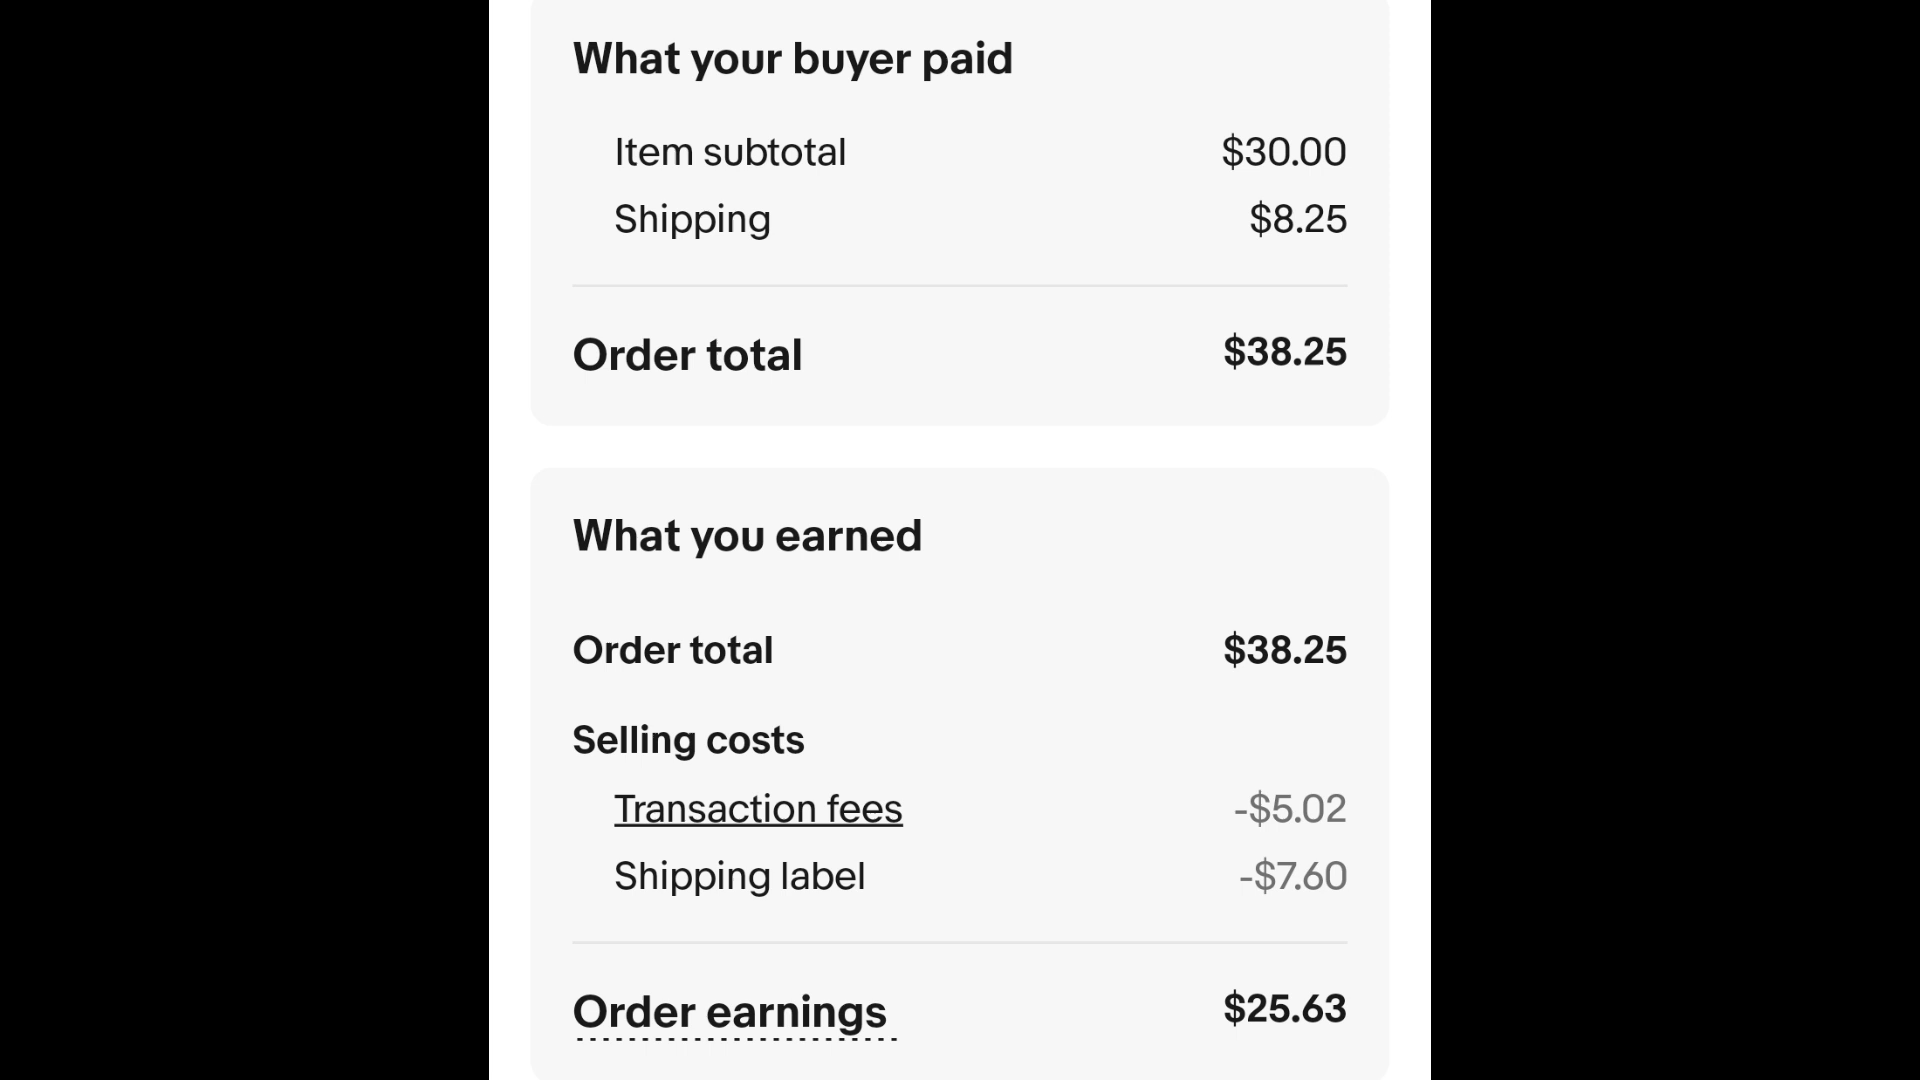 What your buyer paid
Item subtotal $30.00
Shipping $8.25
Order total $38.25
What you earned
Order total $38.25
Selling costs
Transaction fees -$5.02
Shipping label -$7.60
Order earnings $25.63